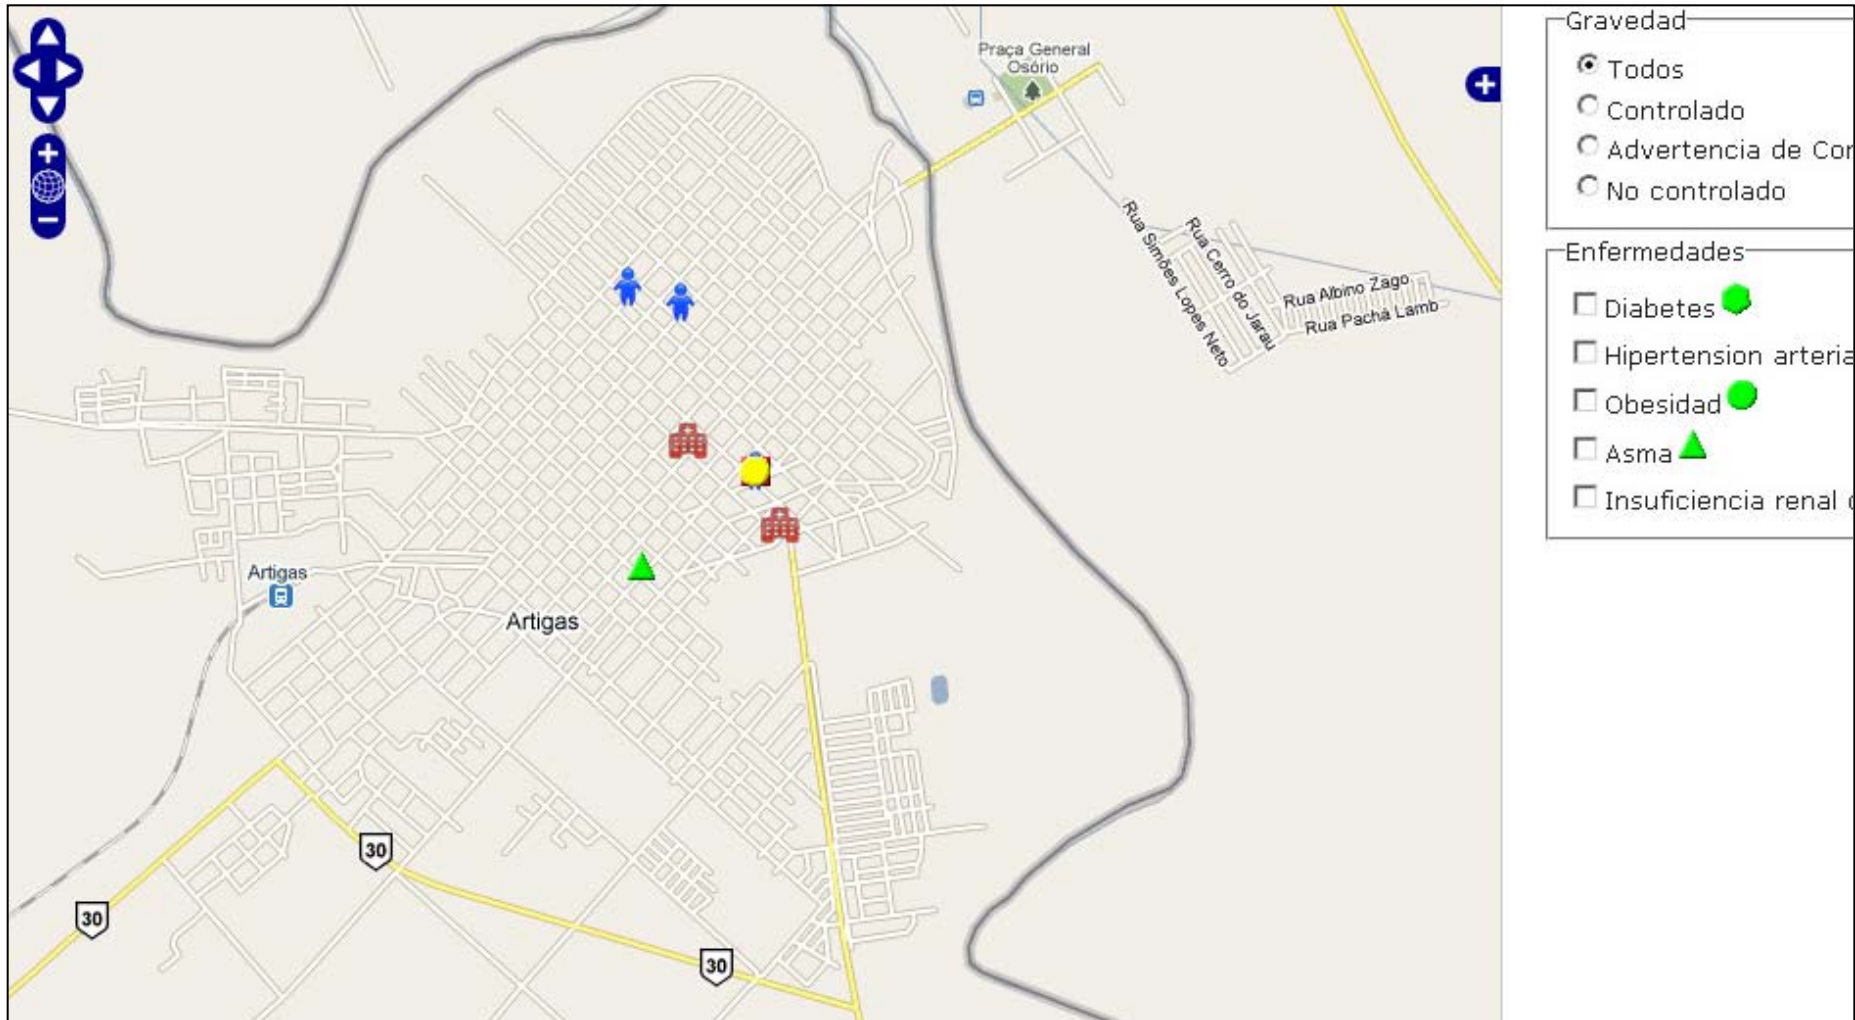 Praça General
Osório
Rua Simões Lopes Neto
Rua Cerro do Jarau
Rua Albino Zago
Rua Pachá Lamb
Artigas
Artigas
30
30
30
Gravedad
Todos
Controlado
Advertencia de Con
No controlado
Enfermedades
Diabetes
Hipertension arteria
Obesidad
Asma
Insuficiencia renal